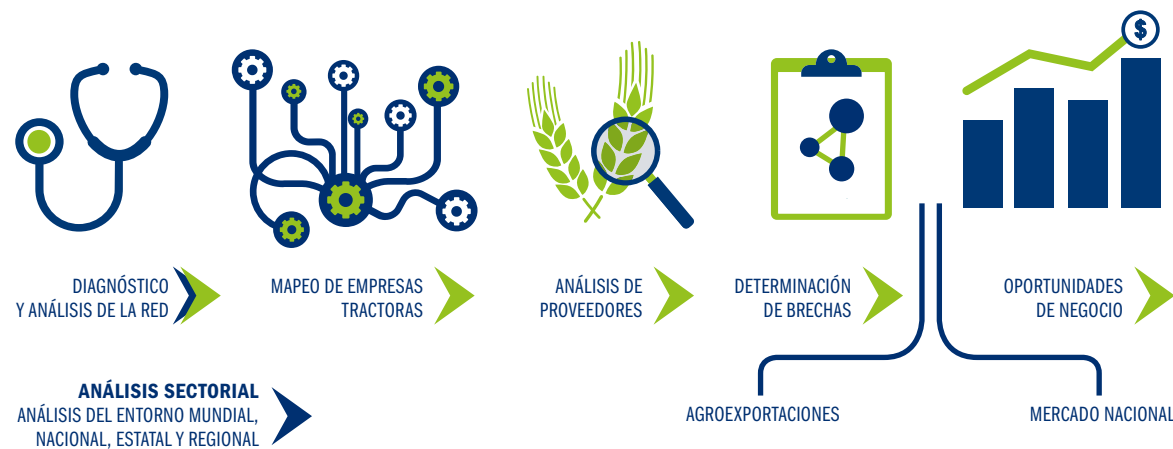 $
DIAGNÓSTICO
Y ANÁLISIS DE LA RED
MAPEO DE EMPRESAS
TRACTORAS
ANÁLISIS DE
PROVEEDORES
DETERMINACIÓN
DE BRECHAS
OPORTUNIDADES
DE NEGOCIO
AGROEXPORTACIONES
MERCADO NACIONAL
ANÁLISIS SECTORIAL
ANÁLISIS DEL ENTORNO MUNDIAL,
NACIONAL, ESTATAL Y REGIONAL